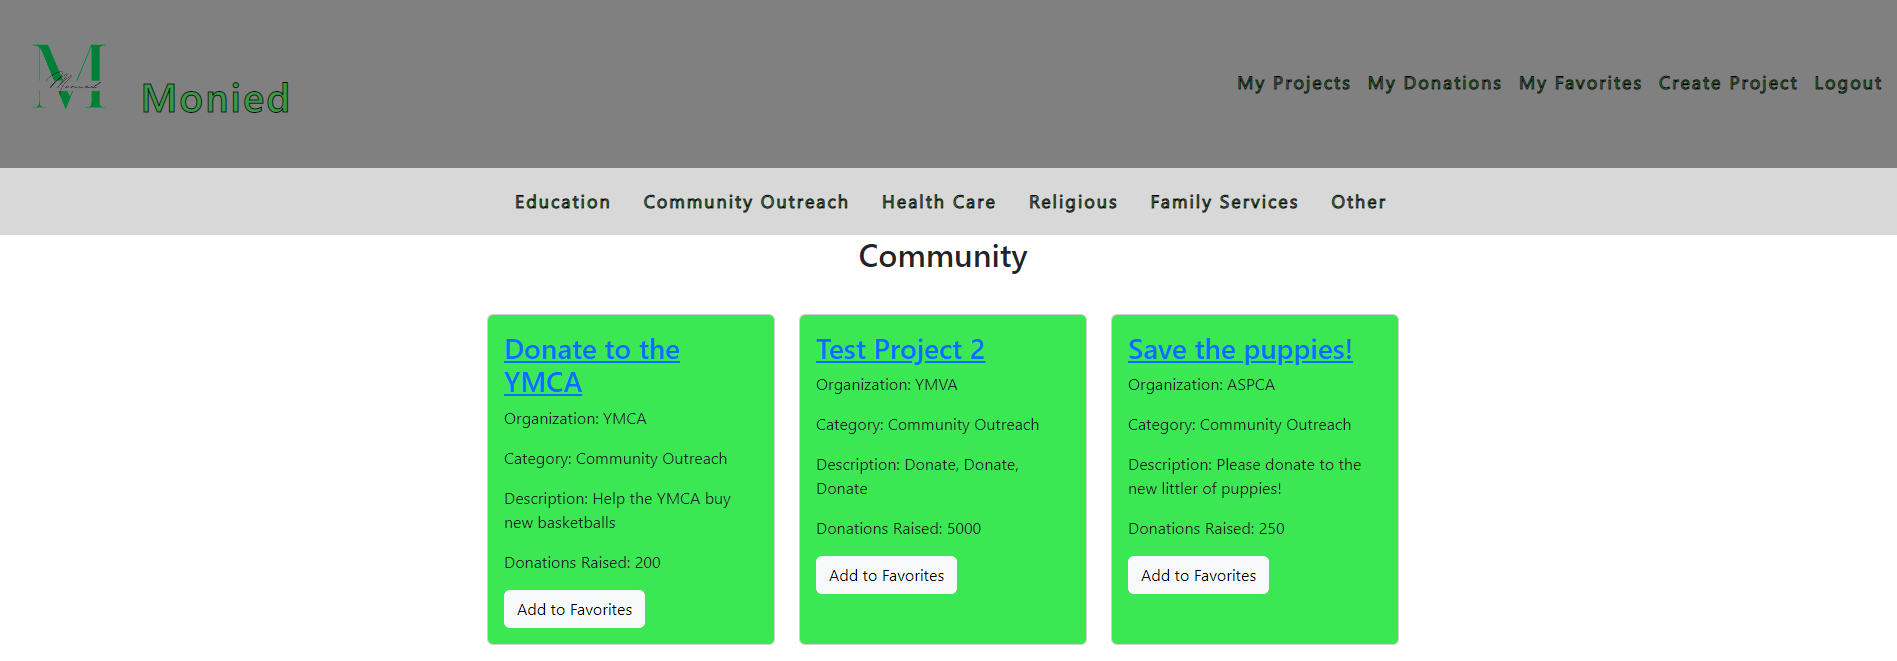 M
Monied
Monied
My Projects My Donations My Favorites Create Project Logout
Education Community Outreach Health Care Religious Family Services Other
Community
Donate to the
YMCA
Organization: YMCA
Category: Community Outreach
Description: Help the YMCA buy
new basketballs
Donations Raised: 200
Add to Favorites
Test Project 2
Organization: YMVA
Category: Community Outreach
Description: Donate, Donate,
Donate
Donations Raised: 5000
Add to Favorites
Save the puppies!
Organization: ASPCA
Category: Community Outreach
Description: Please donate to the
new littler of puppies!
Donations Raised: 250
Add to Favorites